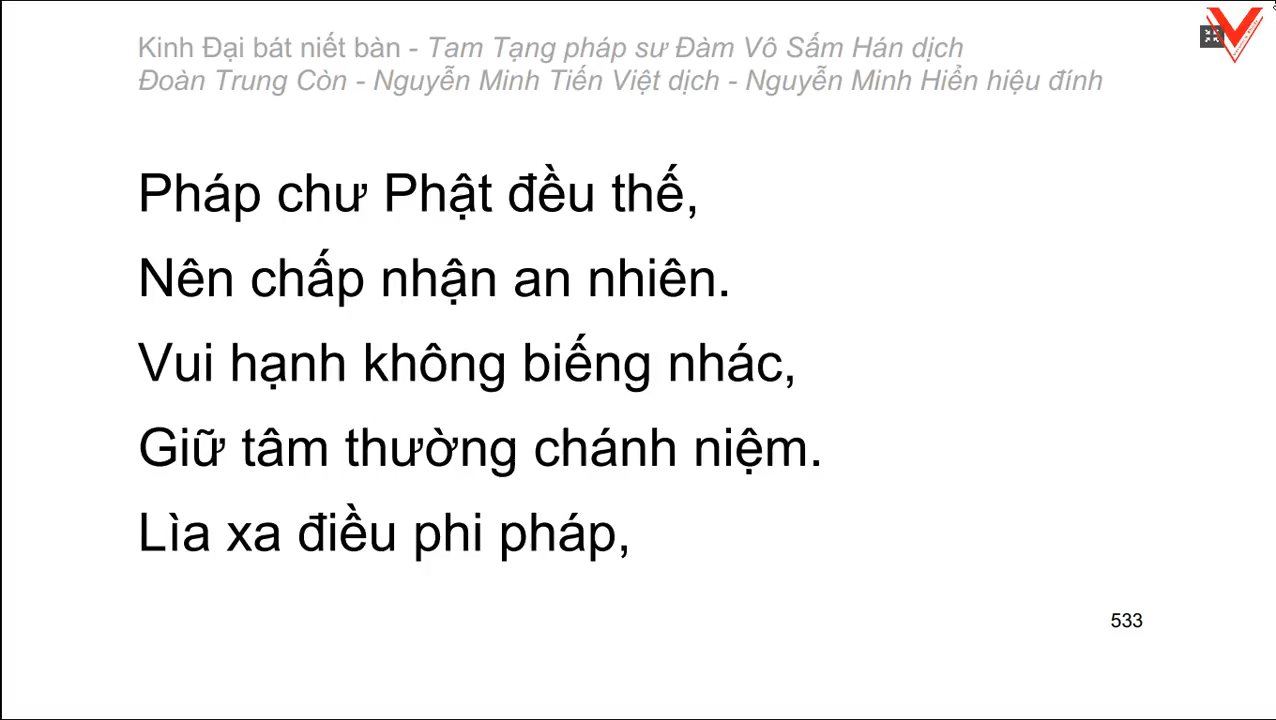 Kinh Đại bát niết bàn - Tam Tạng pháp sư Đàm Vô Sấm Hán dịch
Đoàn Trung Còn - Nguyễn Minh Tiến Việt dịch - Nguyễn Minh Hiển hiệu đính
Pháp chư Phật đều thế,
Nên chấp nhận an nhiên.
Vui hạnh không biếng nhác,
Giữ tâm thường chánh niệm.
Lìa xa điều phi pháp,
533